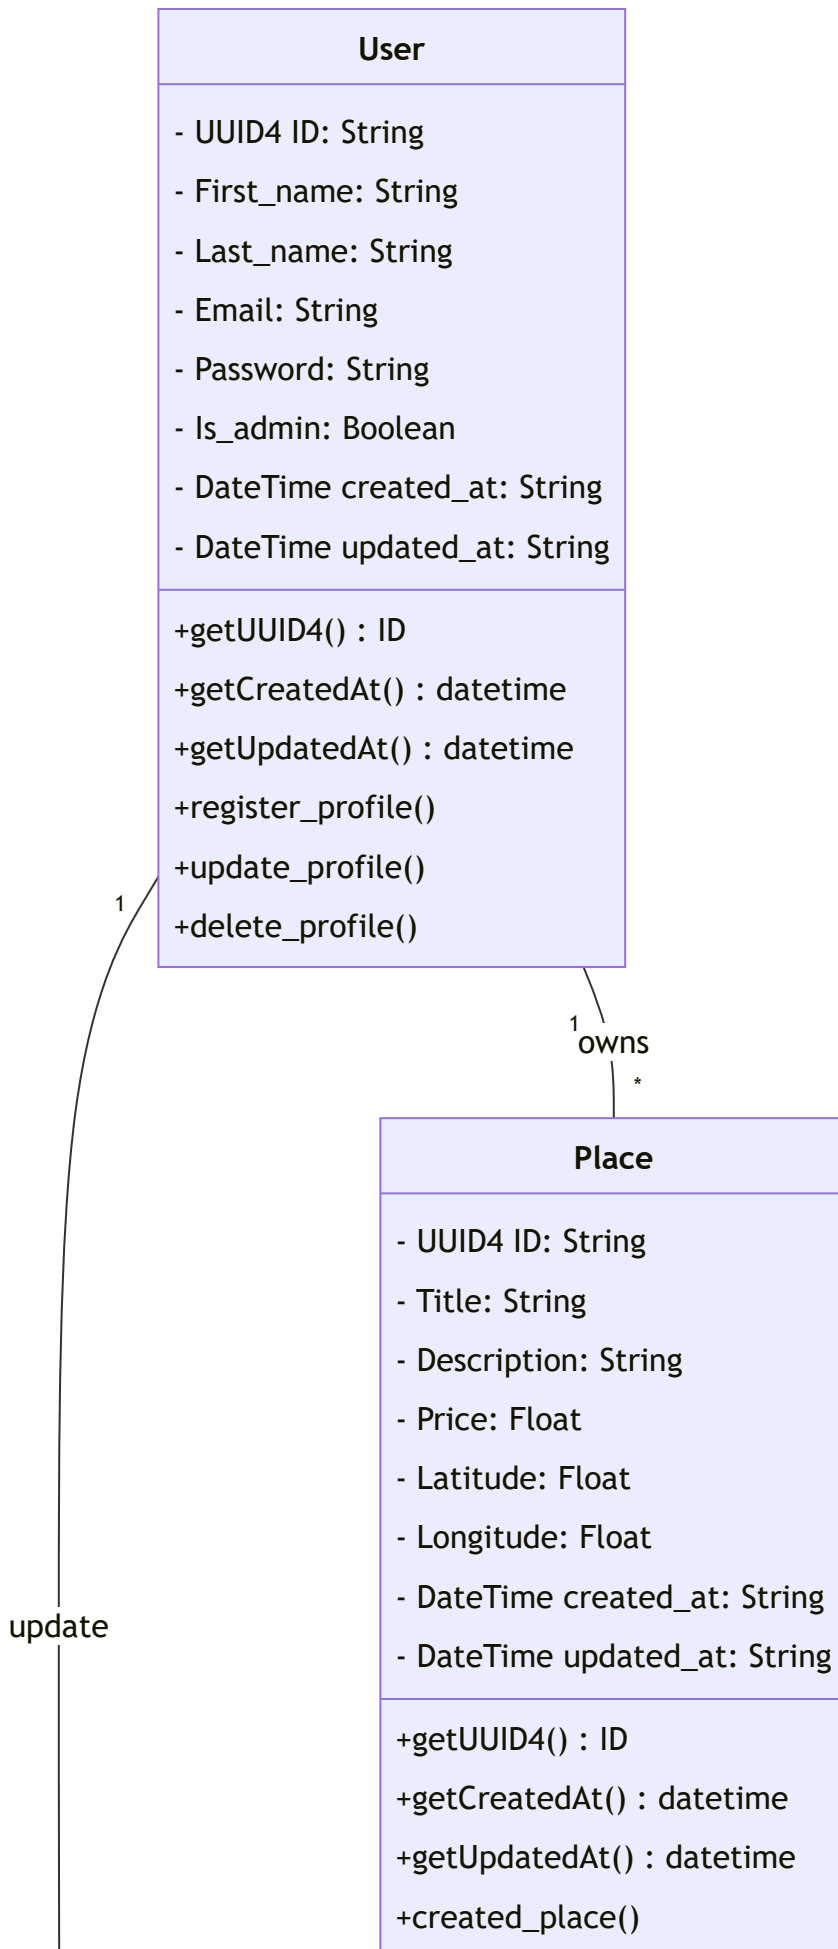 User
- UUID4 ID: String
- First_name: String
- Last_name: String
- Email: String
- Password: String
- Is_admin: Boolean
- DateTime created_at: String
- DateTime updated_at: String
+getUUID4() : ID
+getCreatedAt() : datetime
+getUpdatedAt() : datetime
+register_profile()
+update_profile()
+delete_profile()
1
1
owns
*
Place
- UUID4 ID: String
- Title: String
- Description: String
- Price: Float
- Latitude: Float
- Longitude: Float
- DateTime created_at: String
- DateTime updated_at: String
update
+getUUID4() : ID
+getCreatedAt() : datetime
+getUpdatedAt() : datetime
+created_place()